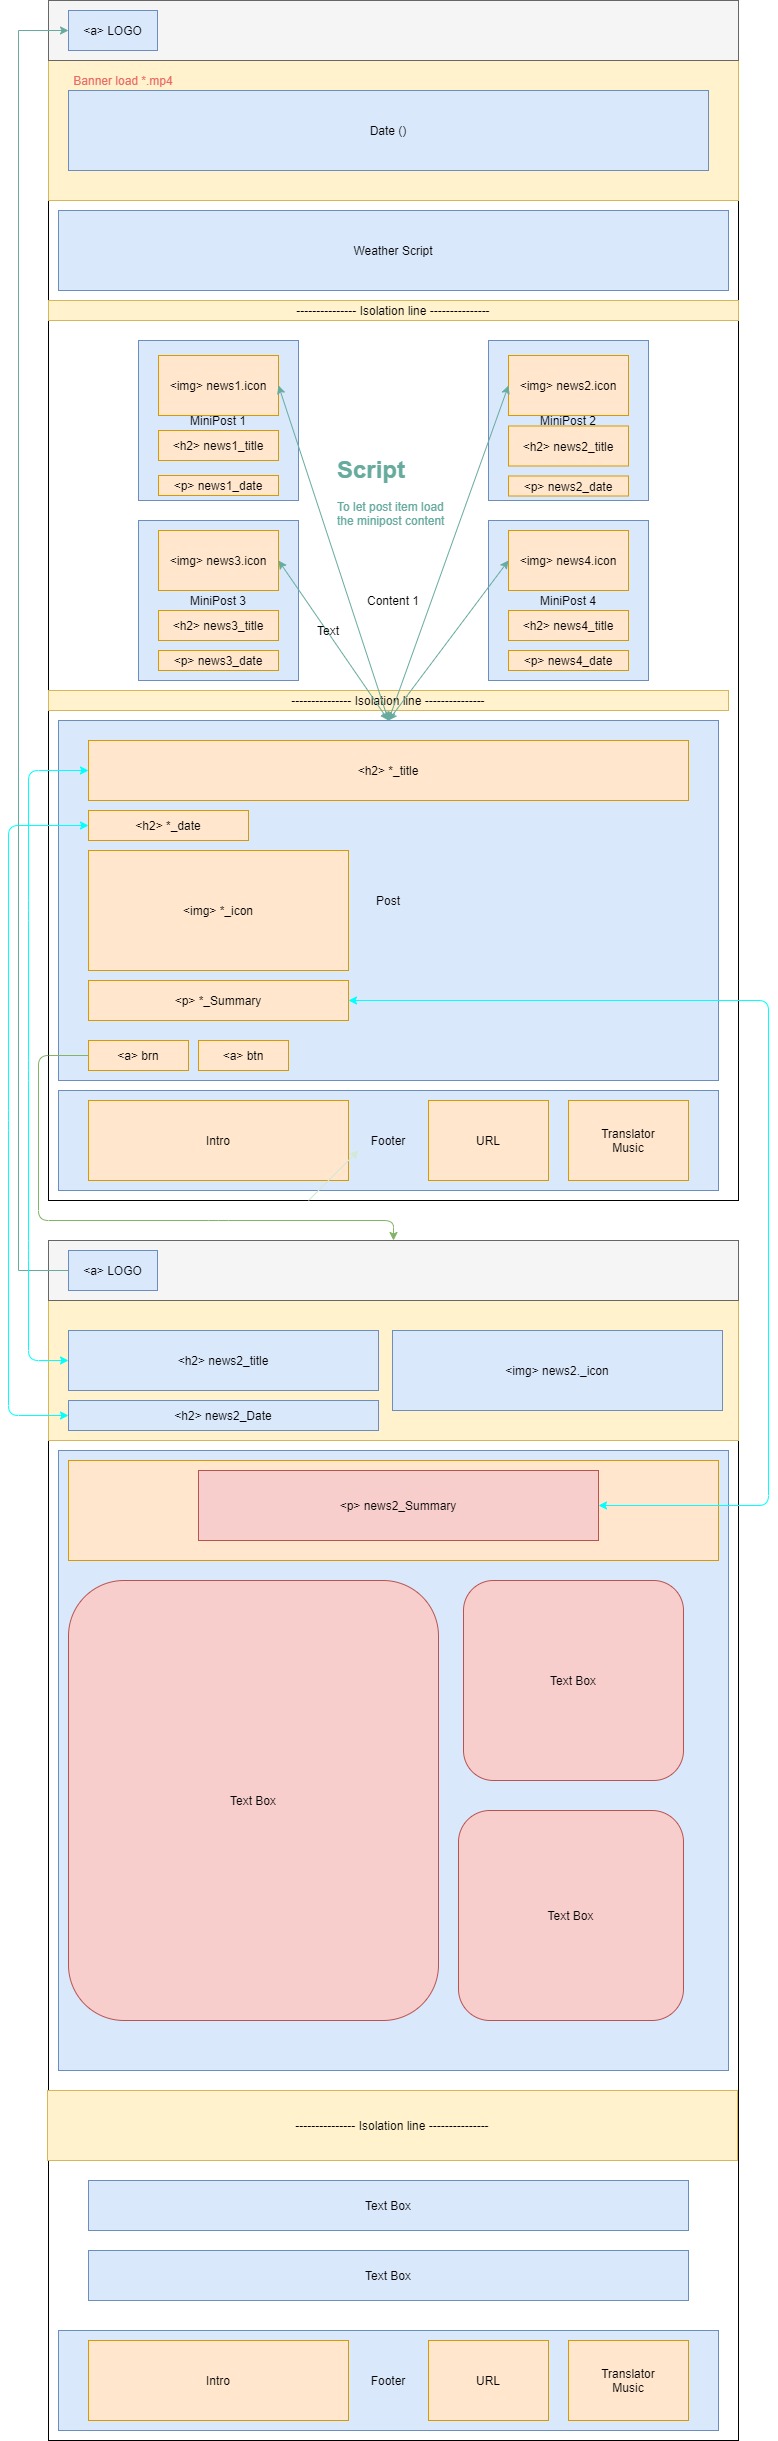 <a> LOGO
Banner load *.mp4
Date ()
Weather Script
--------------- Isolation line ---------------
<img> news1.icon
MiniPost 1
<h2> news1_title
<p> news1_date
<img> news2.icon
MiniPost 2
<h2> news2_title
<p> news2_date
Script
To let post item load
the minipost content
<img> news3.icon
MiniPost 3
<h2> news3_title
<p> news3_date
Text
Content 1
<img> news4.icon
MiniPost 4
<h2> news4_title
<p> news4_date
--------------- Isolation line ---------------
<h2> *_title
<h2> *_date
<img> *_icon
Post
<p> *_Summary
<a> brn
<a> btn
Intro
Footer
URL
Translator
Music
<a> LOGO
<h2> news2_title
<img> news2._icon
<h2> news2_Date
<p> news2_Summary
Text Box
Text Box
Text Box
--------------- Isolation line ---------------
Text Box
Text Box
Intro
Footer
URL
Translator
Music